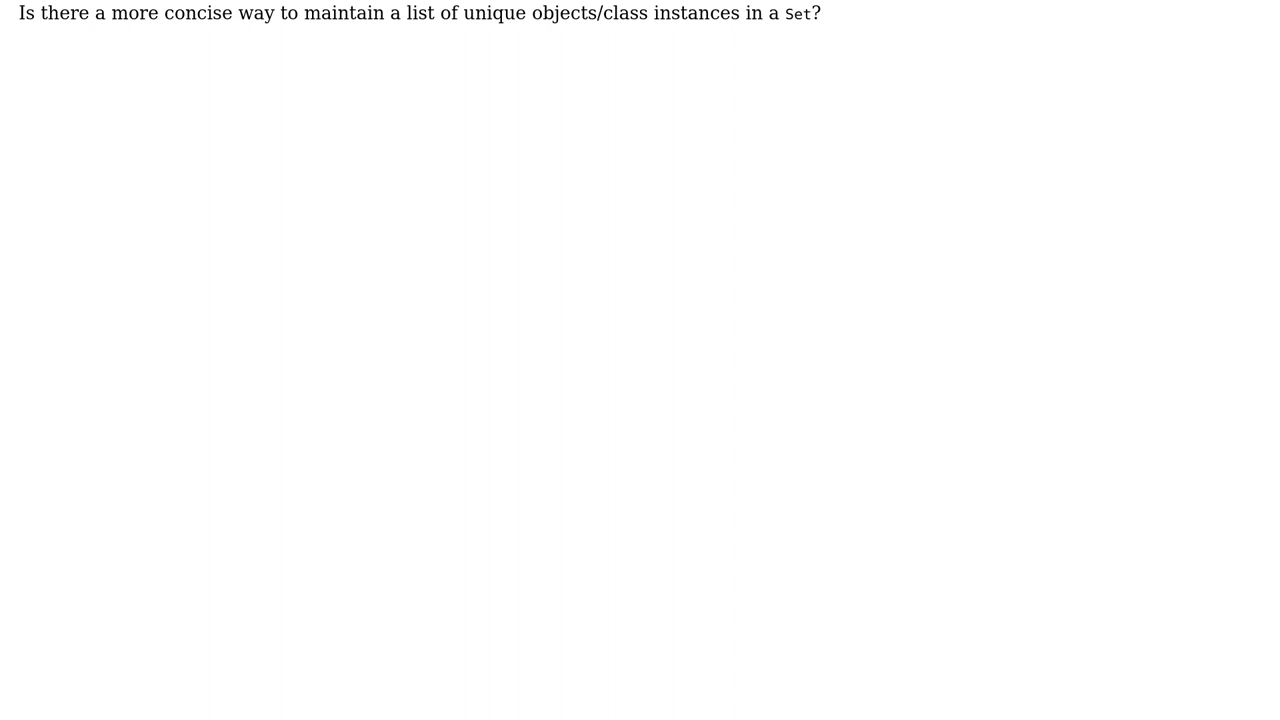 Is there a more concise way to maintain a list of unique objects/class instances in a Set?